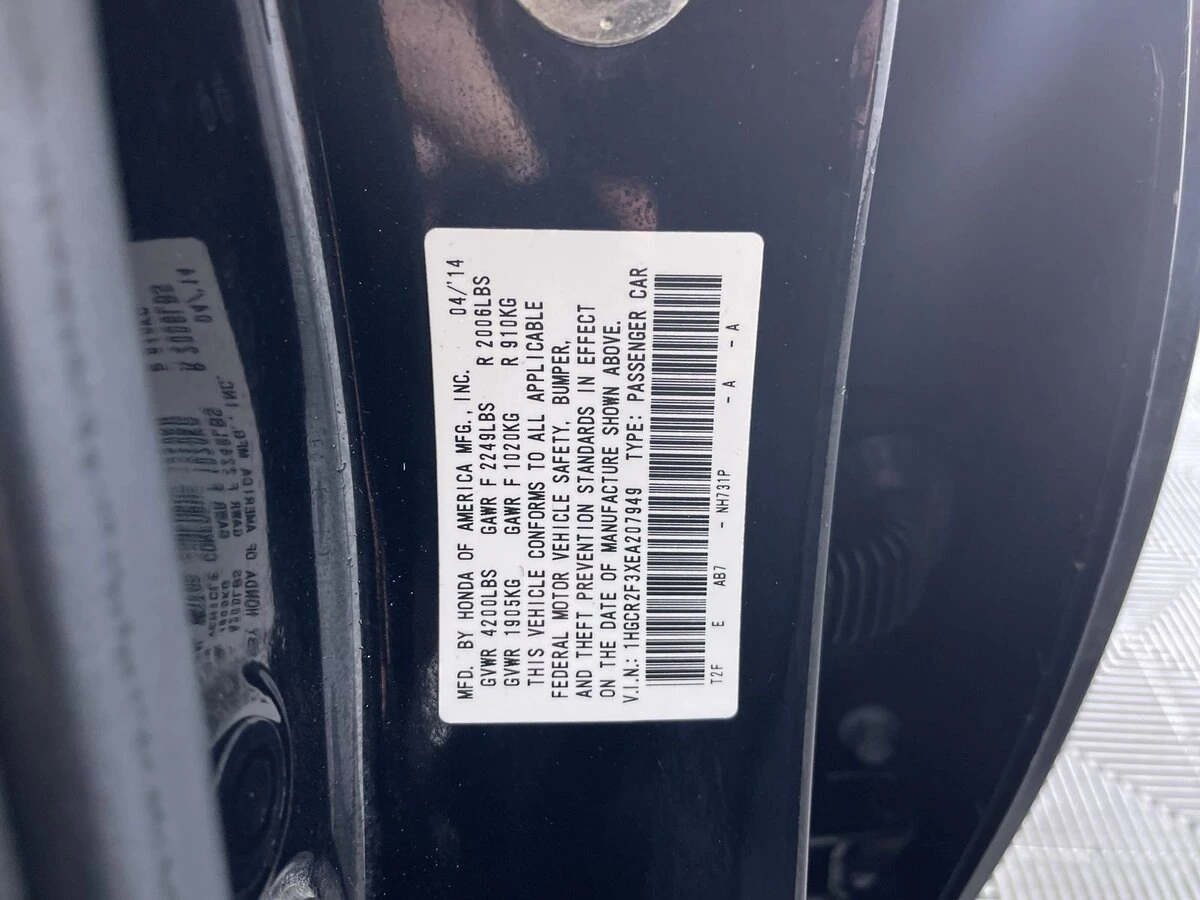 MFD. BY HONDA OF AMERICA MFG., INC. 04/'14
GVWR 4200LBS GAWR F 2249LBS R 2006LBS
GVWR 1905KG GAWR F 1020KG R 910KG
THIS VEHICLE CONFORMS TO ALL APPLICABLE
FEDERAL MOTOR VEHICLE SAFETY, BUMPER,
AND THEFT PREVENTION STANDARDS IN EFFECT
ON THE DATE OF MANUFACTURE SHOWN ABOVE.
V.I.N.: 1HGCR2F3XEA207949 TYPE: PASSENGER CAR
T2F E AB7 - NH731P - A - A